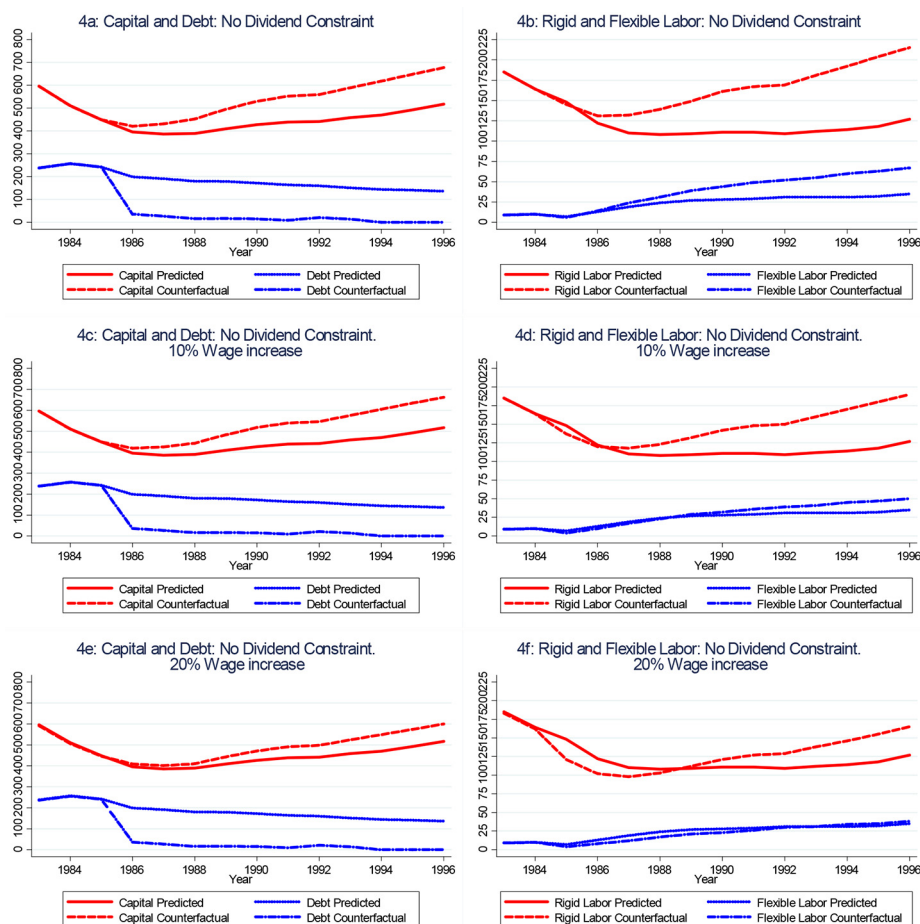 4a: Capital and Debt: No Dividend Constraint
0 100 200 300 400 500 600 700 800
1984 1986 1988 1990 1992 1994 1996
Year
Capital Predicted Debt Predicted
Capital Counterfactual Debt Counterfactual
4b: Rigid and Flexible Labor: No Dividend Constraint
0 25 50 75 100 125 150 175 200 225
1984 1986 1988 1990 1992 1994 1996
Year
Rigid Labor Predicted Flexible Labor Predicted
Rigid Labor Counterfactual Flexible Labor Counterfactual
4c: Capital and Debt: No Dividend Constraint.
10% Wage increase
0 100 200 300 400 500 600 700 800
1984 1986 1988 1990 1992 1994 1996
Year
Capital Predicted Debt Predicted
Capital Counterfactual Debt Counterfactual
4d: Rigid and Flexible Labor: No Dividend Constraint.
10% Wage increase
0 25 50 75 100 125 150 175 200 225
1984 1986 1988 1990 1992 1994 1996
Year
Rigid Labor Predicted Flexible Labor Predicted
Rigid Labor Counterfactual Flexible Labor Counterfactual
4e: Capital and Debt: No Dividend Constraint.
20% Wage increase
0 100 200 300 400 500 600 700 800
1984 1986 1988 1990 1992 1994 1996
Year
Capital Predicted Debt Predicted
Capital Counterfactual Debt Counterfactual
4f: Rigid and Flexible Labor: No Dividend Constraint.
20% Wage increase
0 25 50 75 100 125 150 175 200 225
1984 1986 1988 1990 1992 1994 1996
Year
Rigid Labor Predicted Flexible Labor Predicted
Rigid Labor Counterfactual Flexible Labor Counterfactual